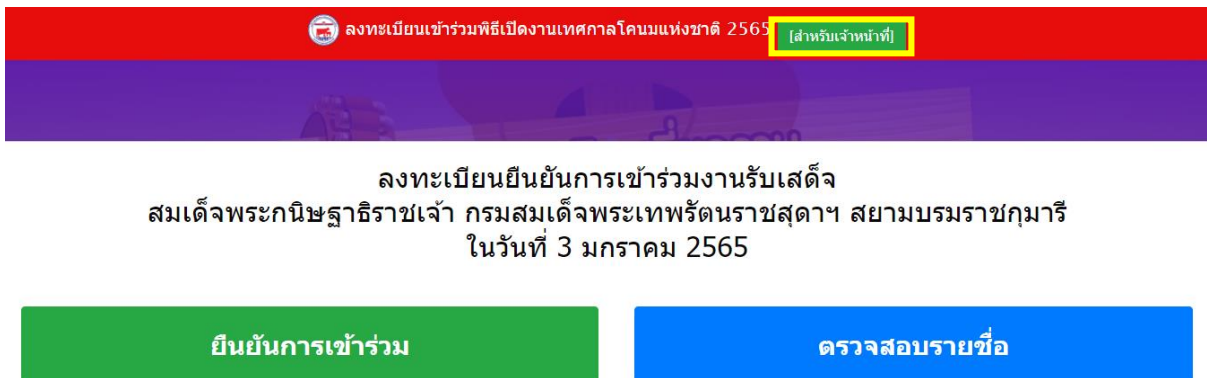 ลงทะเบียนเข้าร่วมพิธีเปิดงานเทศกาลโคนมแห่งชาติ 2565 [สำหรับเจ้าหน้าที่]
ลงทะเบียนยืนยันการเข้าร่วมงานรับเสด็จ
สมเด็จพระกนิษฐาธิราชเจ้า กรมสมเด็จพระเทพรัตนราชสุดาฯ สยามบรมราชกุมารี
ในวันที่ 3 มกราคม 2565
ยืนยันการเข้าร่วม ตรวจสอบรายชื่อ